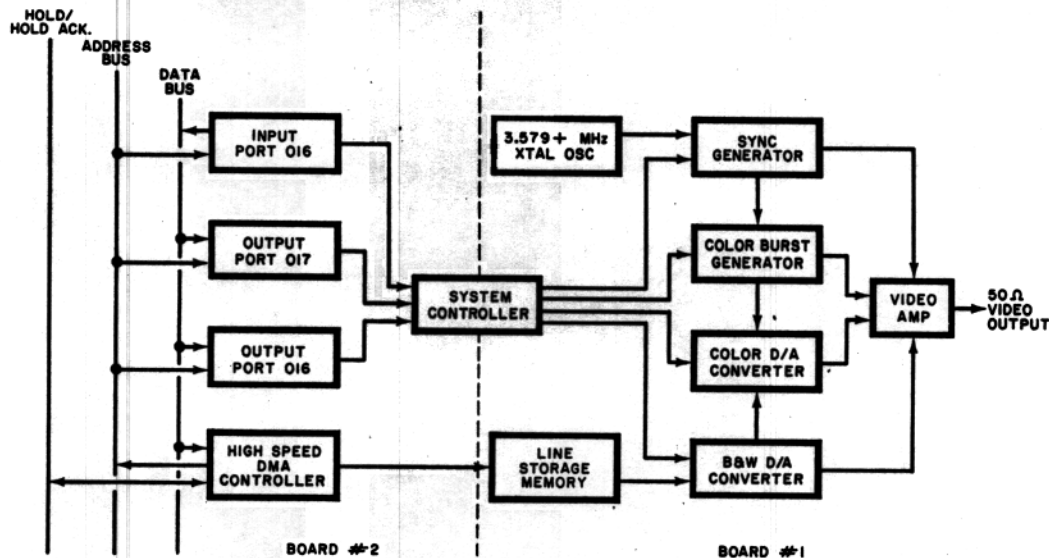 HOLD/
HOLD ACK.
ADDRESS
BUS
DATA
BUS
INPUT
PORT 016
OUTPUT
PORT 017
OUTPUT
PORT 016
HIGH SPEED
DMA
CONTROLLER
SYSTEM
CONTROLLER
LINE
STORAGE
MEMORY
3.579+ MHz
XTAL OSC
SYNC
GENERATOR
COLOR BURST
GENERATOR
COLOR D/A
CONVERTER
B&W D/A
CONVERTER
VIDEO
AMP
50Ω
VIDEO
OUTPUT
BOARD #2
BOARD #1